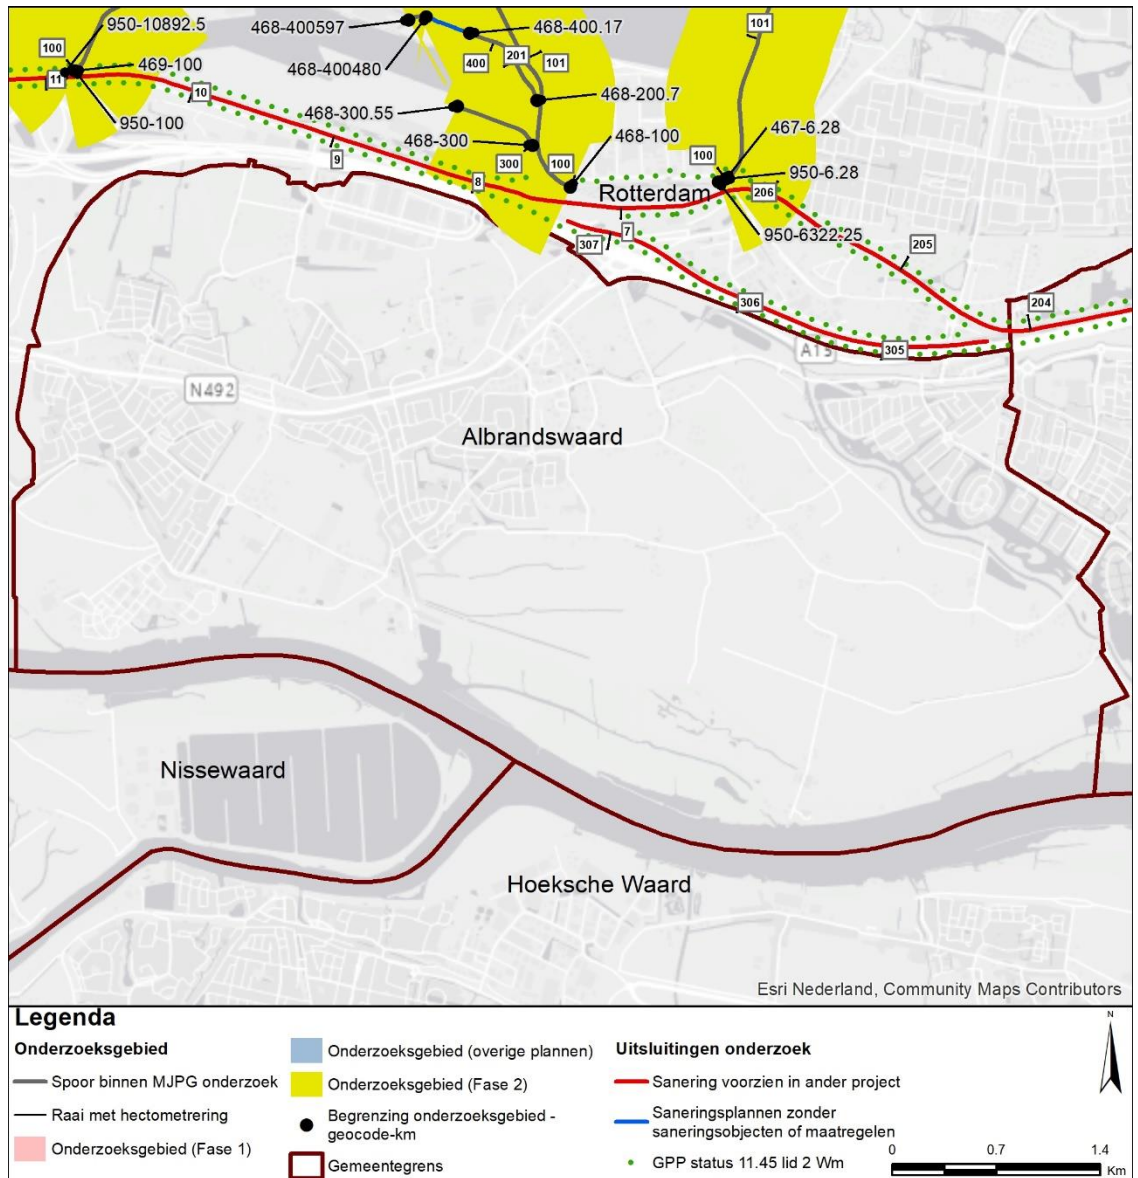 950-10892.5
468-400597
468-400.17
101
100
469-100
400
201
101
468-400480
11
10
468-200.7
950-100
468-300.55
467-6.28
9
468-300
468-100
300
100
100
8
Rotterdam
950-6.28
206
7
950-6322.25
307
205
306
204
305
A15
N492
Albrandswaard
Nissewaard
Hoeksche Waard
Esri Nederland, Community Maps Contributors
Legenda
Onderzoeksgebied
Spoor binnen MJPG onderzoek
Raai met hectometrering
Onderzoeksgebied (Fase 1)
Onderzoeksgebied (overige plannen)
Onderzoeksgebied (Fase 2)
Begrenzing onderzoeksgebied -
geocode-km
Gemeentegrens
Uitsluitingen onderzoek
Sanering voorzien in ander project
Saneringsplannen zonder
saneringsobjecten of maatregelen
GPP status 11.45 lid 2 Wm
N
0 0.7 1.4
Km